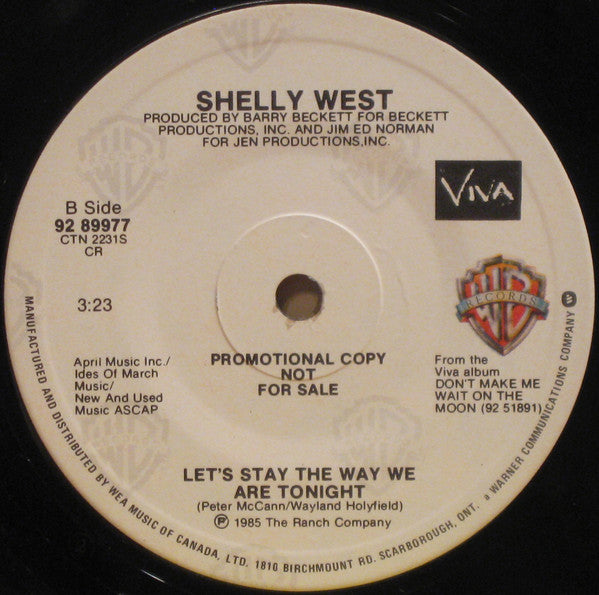 SHELLY WEST
PRODUCED BY BARRY BECKETT FOR BECKETT
PRODUCTIONS, INC. AND JIM ED NORMAN
FOR JEN PRODUCTIONS,INC.
B Side
92 89977
CTN 2231S
CR
VIVA
WB
RECORDS
3:23
April Music Inc./
Ides Of March
Music/
New And Used
Music ASCAP
PROMOTIONAL COPY
NOT
FOR SALE
From the
Viva album
DON'T MAKE ME
WAIT ON THE
MOON (92 51891)
LET'S STAY THE WAY WE
ARE TONIGHT
(Peter McCann/Wayland Holyfield)
℗ 1985 The Ranch Company
MANUFACTURED AND DISTRIBUTED BY WEA MUSIC OF CANADA, LTD. 1810 BIRCHMOUNT RD. SCARBOROUGH, ONT. a WARNER COMMUNICATIONS COMPANY